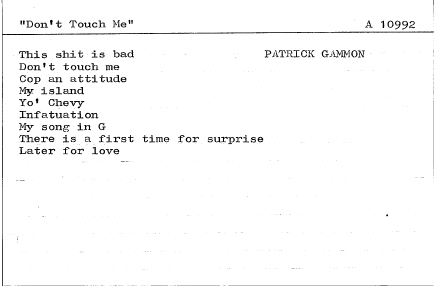 "Don't Touch Me" A 10992
This shit is bad PATRICK GAMMON
Don't touch me
Cop an attitude
My island
Yo' Chevy
Infatuation
My song in G
There is a first time for surprise
Later for love